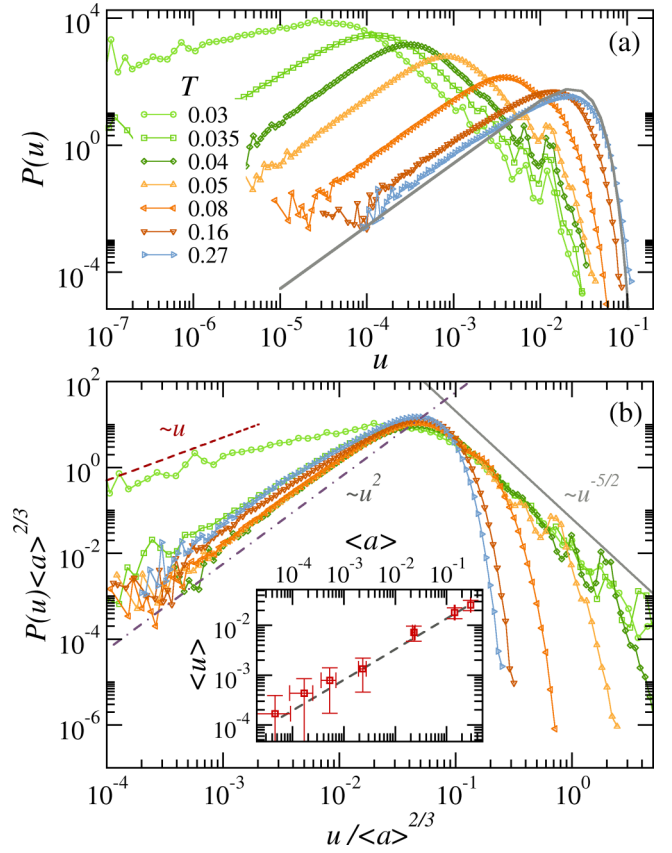 (a)
P(u)
10^4
10^2
10^0
10^-4
T
0.03
0.035
0.04
0.05
0.08
0.16
0.27
10^-7 10^-6 10^-5 10^-4 10^-3 10^-2 10^-1
u
(b)
P(u)<a>^2/3
10^2
10^0
10^-2
10^-4
10^-6
~u
~u^2
~u^-5/2
<a>
10^-4 10^-3 10^-2 10^-1
<u>
10^-2
10^-3
10^-4
10^-4 10^-3 10^-2 10^-1 10^0
u/<a>^2/3